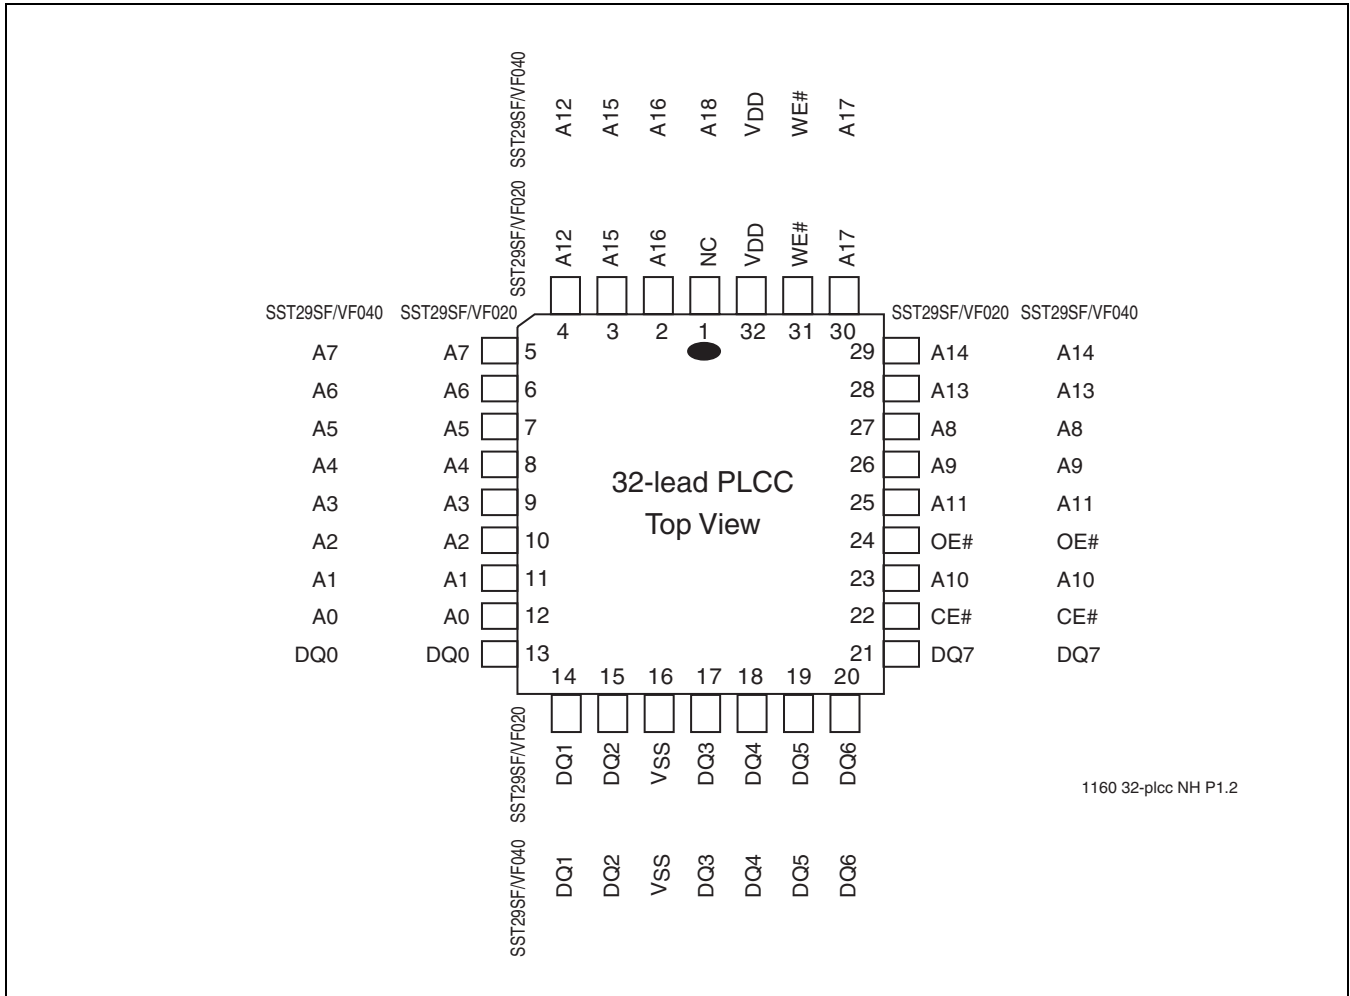 SST29SF/VF040 A12 A15 A16 A18 VDD WE# A17
SST29SF/VF020 A12 A15 A16 NC VDD WE# A17
SST29SF/VF040 SST29SF/VF020 SST29SF/VF020 SST29SF/VF040
4 3 2 1 32 31 30
A7 A7 5 29 A14 A14
A6 A6 6 28 A13 A13
A5 A5 7 27 A8 A8
A4 A4 8 26 A9 A9
32-lead PLCC
A3 A3 9 25 A11 A11
Top View
A2 A2 10 24 OE# OE#
A1 A1 11 23 A10 A10
A0 A0 12 22 CE# CE#
DQ0 DQ0 13 21 DQ7 DQ7
14 15 16 17 18 19 20
SST29SF/VF020 DQ1 DQ2 VSS DQ3 DQ4 DQ5 DQ6
1160 32-plcc NH P1.2
SST29SF/VF040 DQ1 DQ2 VSS DQ3 DQ4 DQ5 DQ6